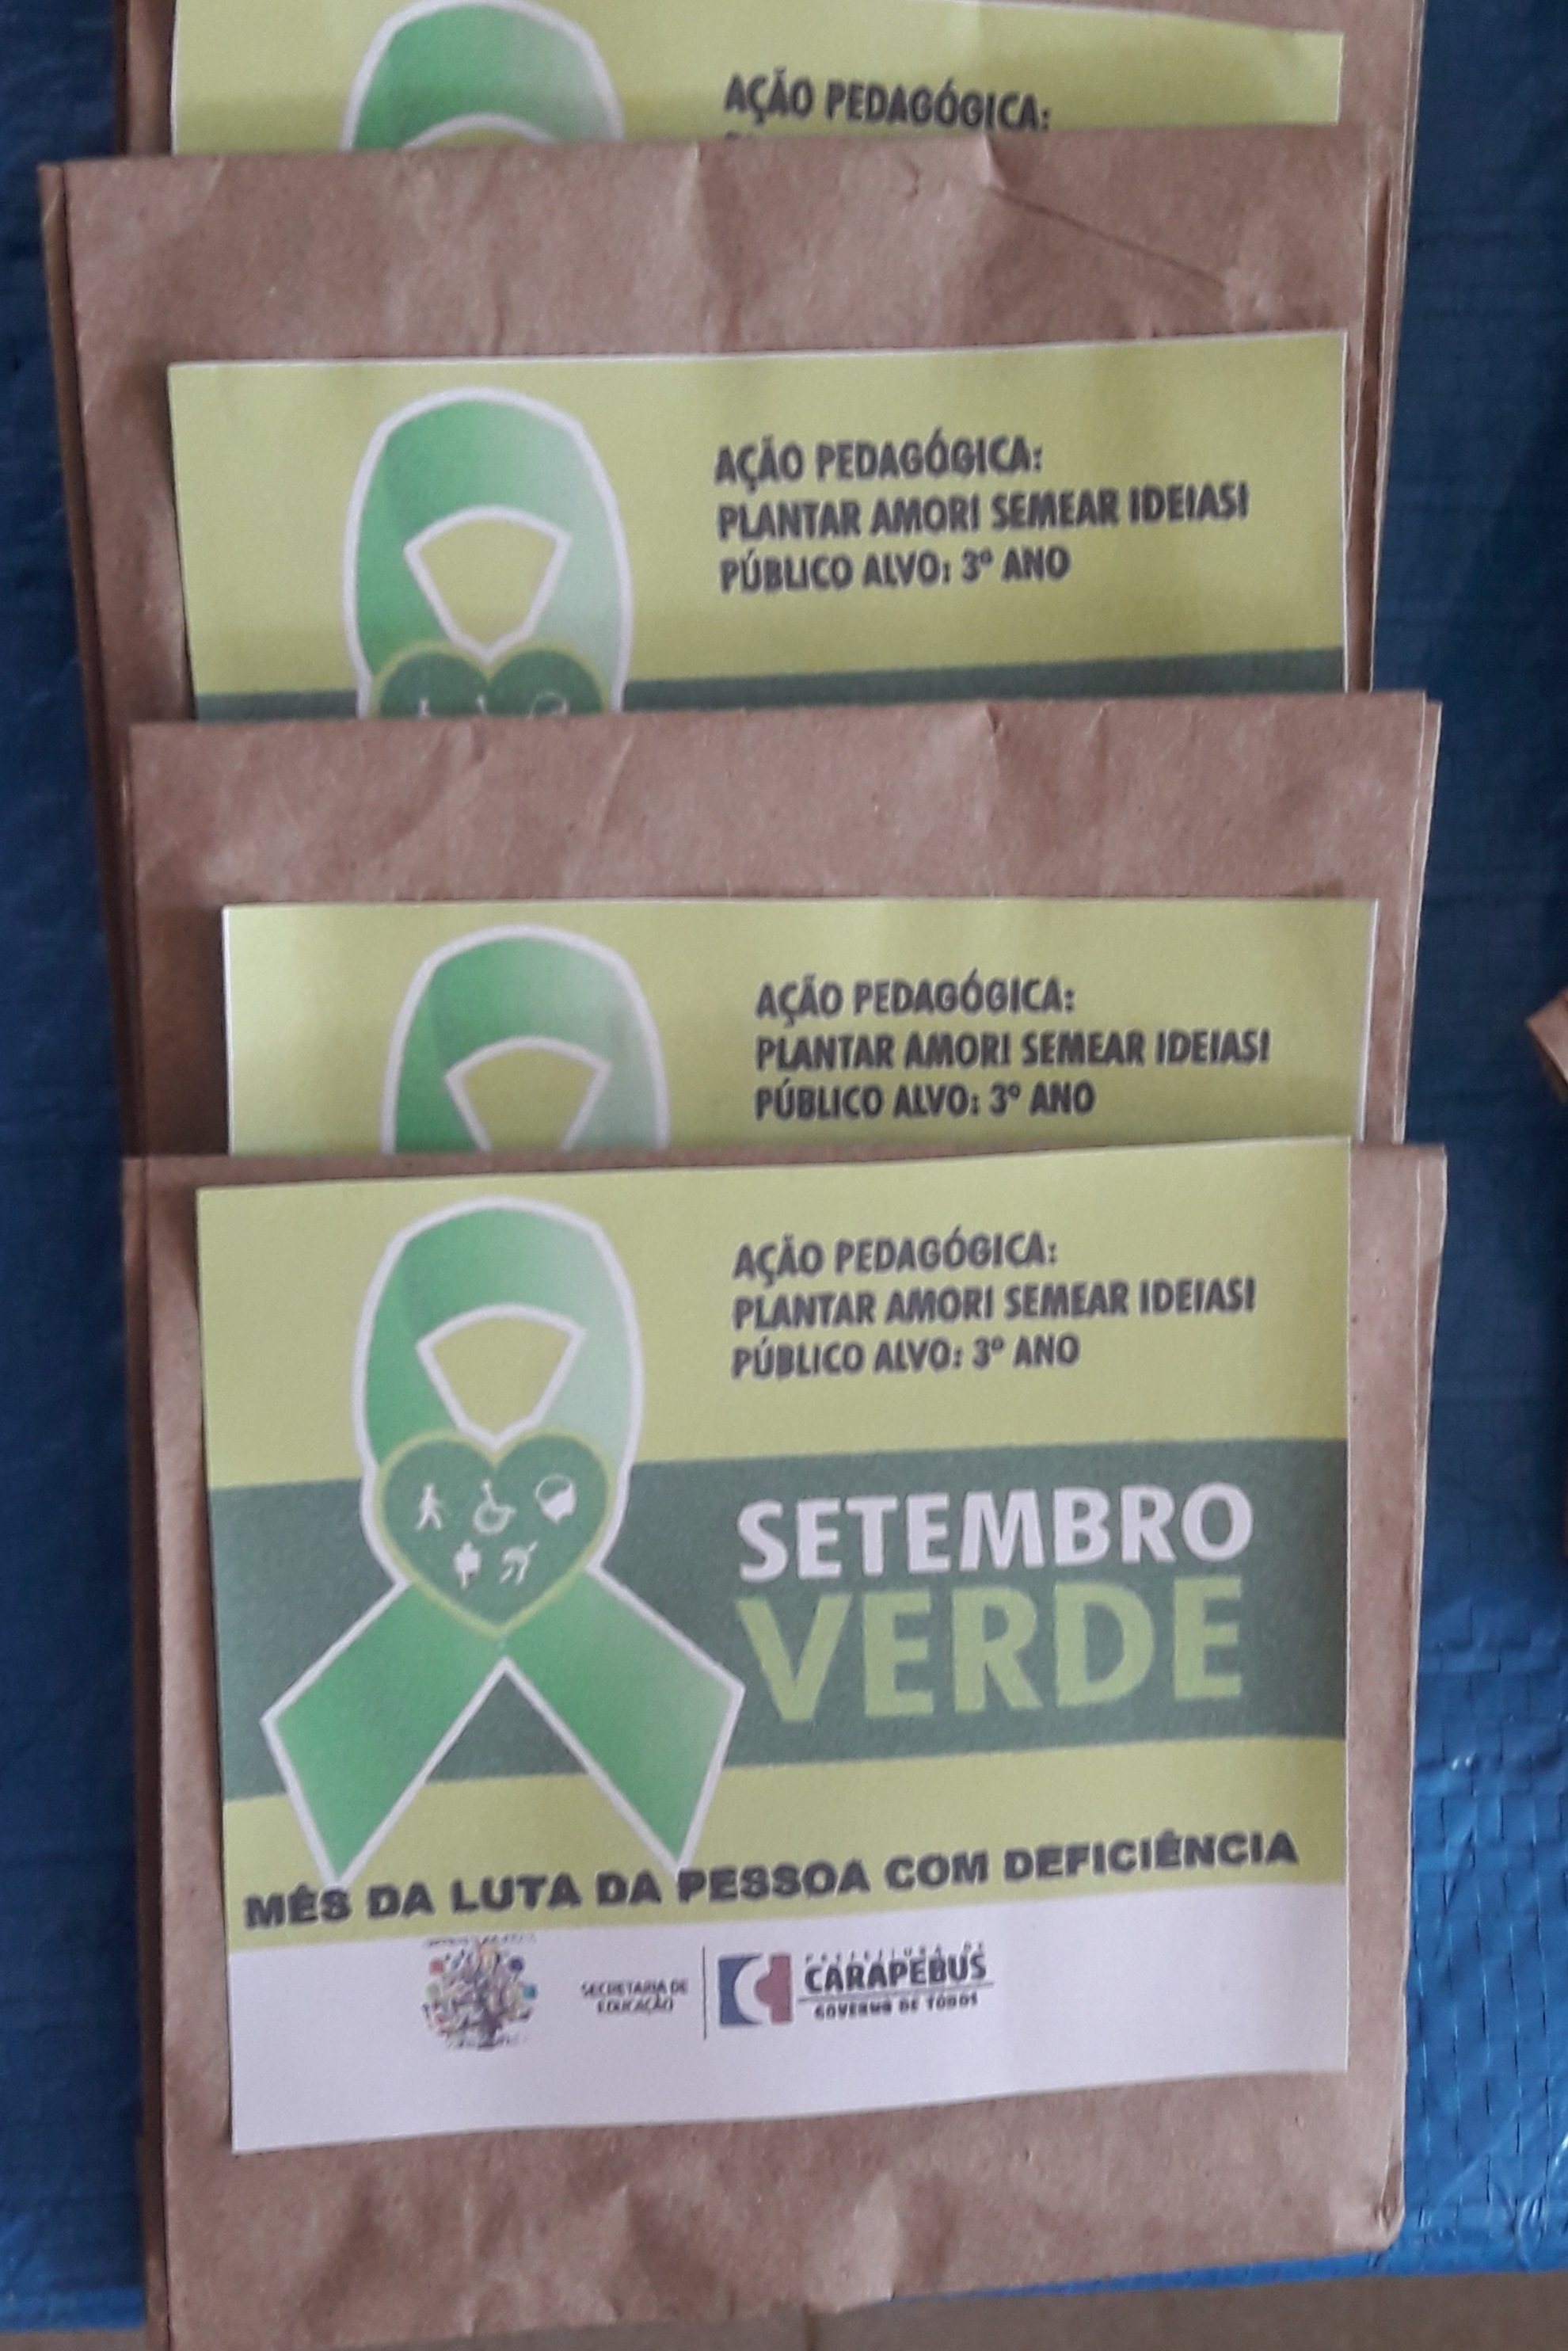 AÇÃO PEDAGÓGICA:
AÇÃO PEDAGÓGICA:
PLANTAR AMOR! SEMEAR IDEIAS!
PÚBLICO ALVO: 3º ANO
AÇÃO PEDAGÓGICA:
PLANTAR AMOR! SEMEAR IDEIAS!
PÚBLICO ALVO: 3º ANO
AÇÃO PEDAGÓGICA:
PLANTAR AMOR! SEMEAR IDEIAS!
PÚBLICO ALVO: 3º ANO
SETEMBRO
VERDE
MÊS DA LUTA DA PESSOA COM DEFICIÊNCIA
SECRETARIA DE
EDUCAÇÃO
PREFEITURA DE
CARAPEBUS
GOVERNO DE TODOS